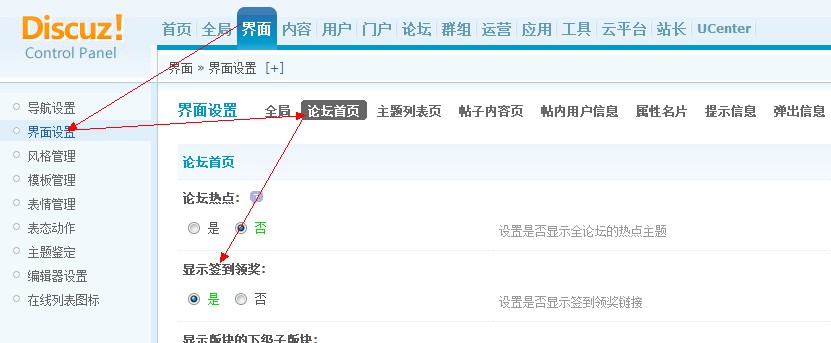 Discuz!
Control Panel
首页 全局 界面 内容 用户 门户 论坛 群组 运营 应用 工具 云平台 站长 UCenter
界面 » 界面设置 [+]
导航设置
界面设置
风格管理
模板管理
表情管理
表态动作
主题鉴定
编辑器设置
在线列表图标
界面设置 全局 论坛首页 主题列表页 帖子内容页 帖内用户信息 属性名片 提示信息 弹出信息
论坛首页
论坛热点:
是 否 设置是否显示全论坛的热点主题
显示签到领奖:
是 否 设置是否显示签到领奖链接
显示版块的下级子版块: